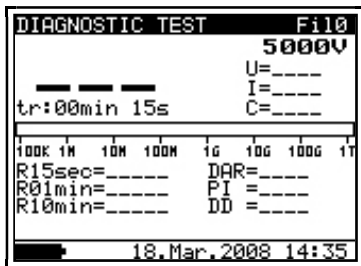 DIAGNOSTIC TEST Fil0
5000V
U=____
I=____
tr:00min 15s C=____
100K 1M 10M 100M 1G 10G 100G 1T
R15sec=_____ DAR=____
R01min=_____ PI =____
R10min=_____ DD =____
18.Mar.2008 14:35